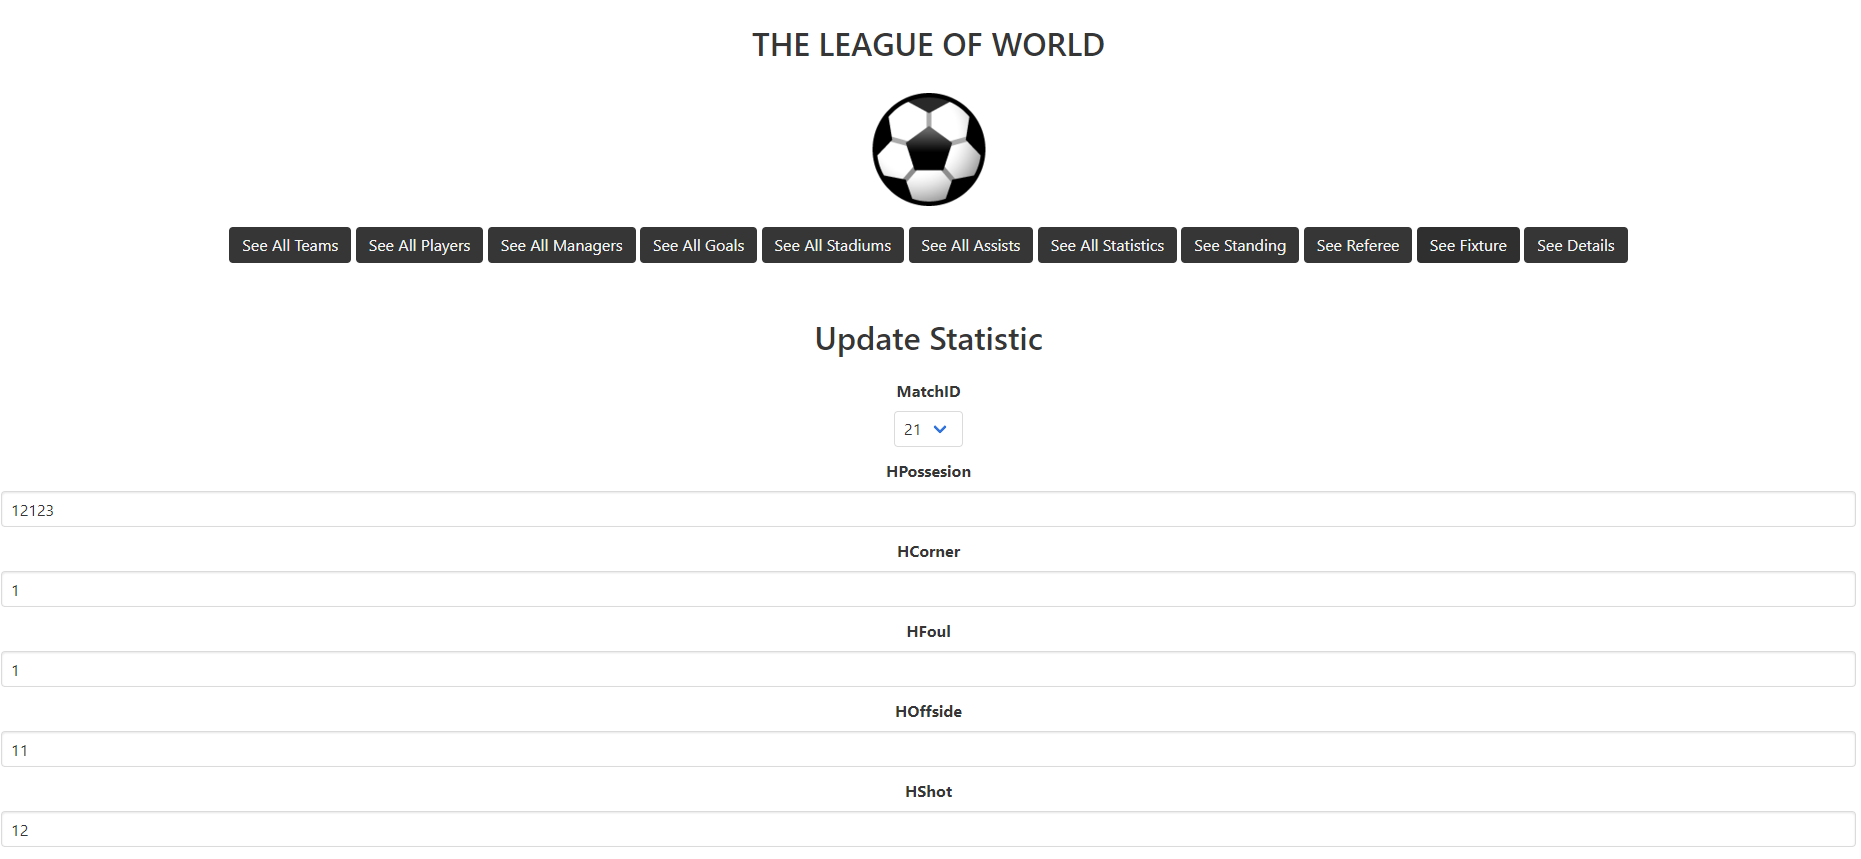 THE LEAGUE OF WORLD
See All Teams See All Players See All Managers See All Goals See All Stadiums See All Assists See All Statistics See Standing See Referee See Fixture See Details
Update Statistic
MatchID
21
HPossesion
12123
HCorner
1
HFoul
1
HOffside
11
HShot
12